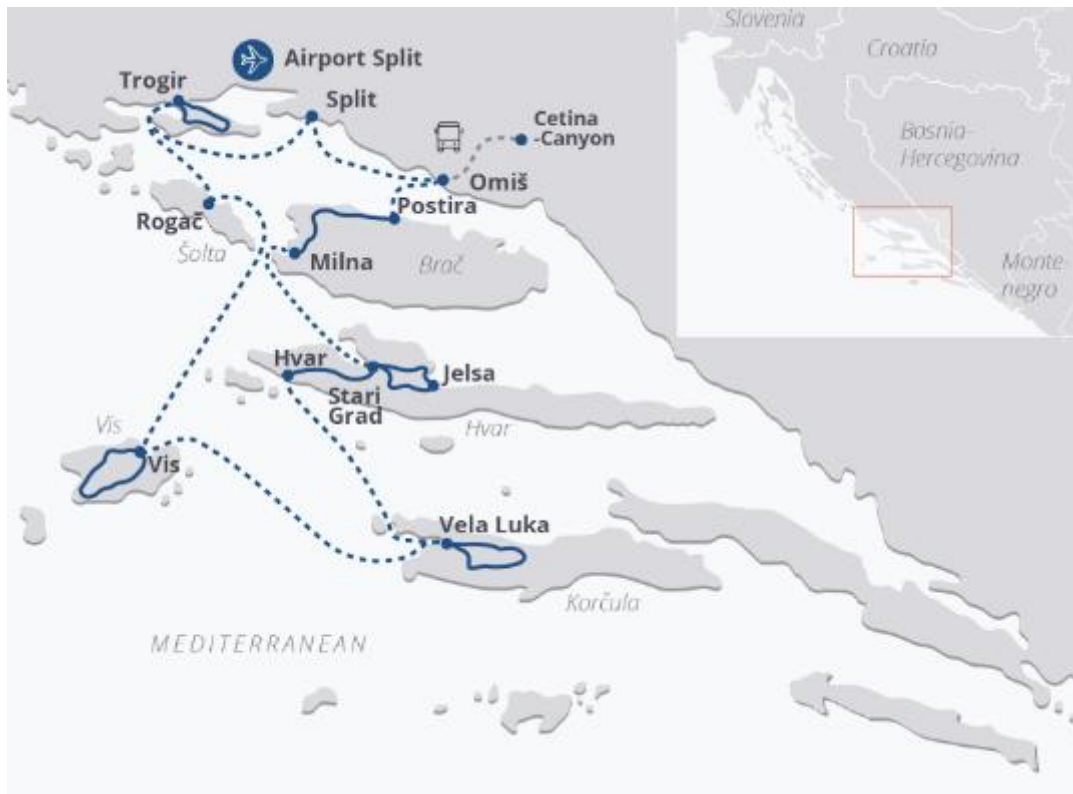 Slovenia
Croatia
Bosnia-
Hercegovina
Monte-
negro
Airport Split
Trogir
Split
Cetina
-Canyon
Omiš
Postira
Rogač
Šolta
Milna
Brač
Hvar
Jelsa
Stari
Grad
Hvar
Vis
Vis
Vela Luka
Korčula
MEDITERRANEAN